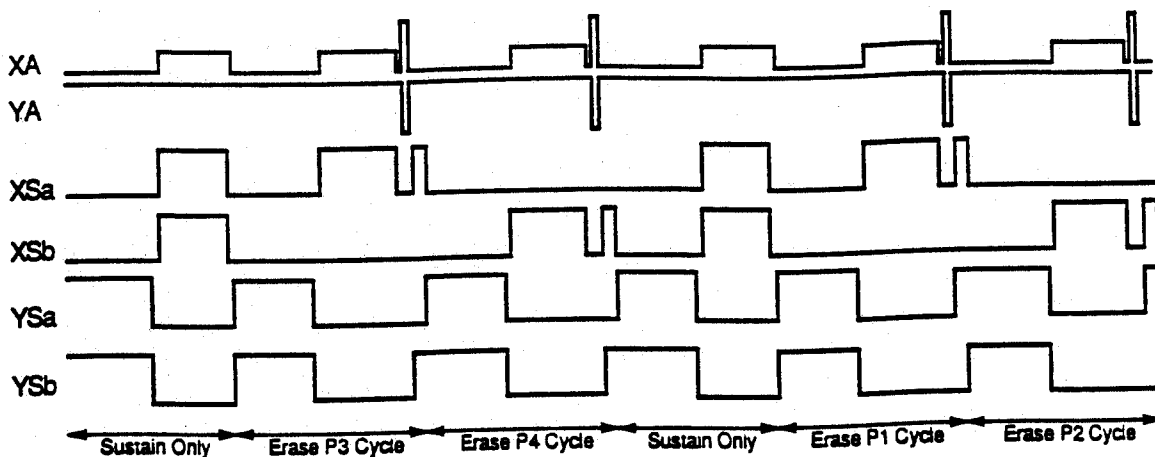 XA
YA
XSa
XSb
YSa
YSb
Sustain Only
Erase P3 Cycle
Erase P4 Cycle
Sustain Only
Erase P1 Cycle
Erase P2 Cycle